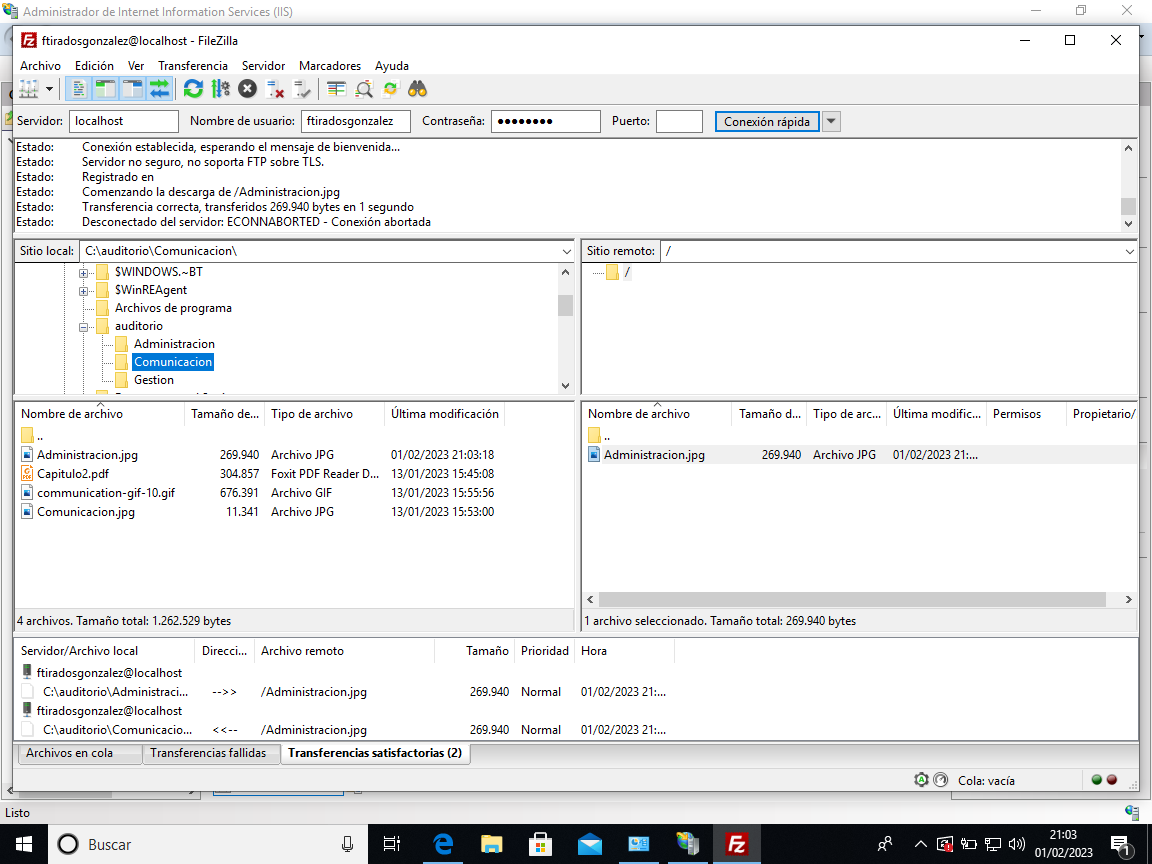 Administrador de Internet Information Services (IIS)
ftiradosgonzalez@localhost - FileZilla
Archivo Edición Ver Transferencia Servidor Marcadores Ayuda
Servidor: localhost Nombre de usuario: ftiradosgonzalez Contraseña: ●●●●●●●● Puerto: Conexión rápida
Estado: Conexión establecida, esperando el mensaje de bienvenida...
Estado: Servidor no seguro, no soporta FTP sobre TLS.
Estado: Registrado en
Estado: Comenzando la descarga de /Administracion.jpg
Estado: Transferencia correcta, transferidos 269.940 bytes en 1 segundo
Estado: Desconectado del servidor: ECONNABORTED - Conexión abortada
Sitio local: C:\auditorio\Comunicacion\
$WINDOWS.~BT
$WinREAgent
Archivos de programa
auditorio
Administracion
Comunicacion
Gestion
Sitio remoto: /
/
Nombre de archivo Tamaño de... Tipo de archivo Última modificación
..
Administracion.jpg 269.940 Archivo JPG 01/02/2023 21:03:18
Capitulo2.pdf 304.857 Foxit PDF Reader D... 13/01/2023 15:45:08
communication-gif-10.gif 676.391 Archivo GIF 13/01/2023 15:55:56
Comunicacion.jpg 11.341 Archivo JPG 13/01/2023 15:53:00
4 archivos. Tamaño total: 1.262.529 bytes
Nombre de archivo Tamaño d... Tipo de arc... Última modific... Permisos Propietario/
..
Administracion.jpg 269.940 Archivo JPG 01/02/2023 21:...
1 archivo seleccionado. Tamaño total: 269.940 bytes
Servidor/Archivo local Direcci... Archivo remoto Tamaño Prioridad Hora
ftiradosgonzalez@localhost
C:\auditorio\Administraci... -->> /Administracion.jpg 269.940 Normal 01/02/2023 21:...
ftiradosgonzalez@localhost
C:\auditorio\Comunicacio... <<-- /Administracion.jpg 269.940 Normal 01/02/2023 21:...
Archivos en cola Transferencias fallidas Transferencias satisfactorias (2)
Cola: vacía
Listo
Buscar
21:03
01/02/2023
1